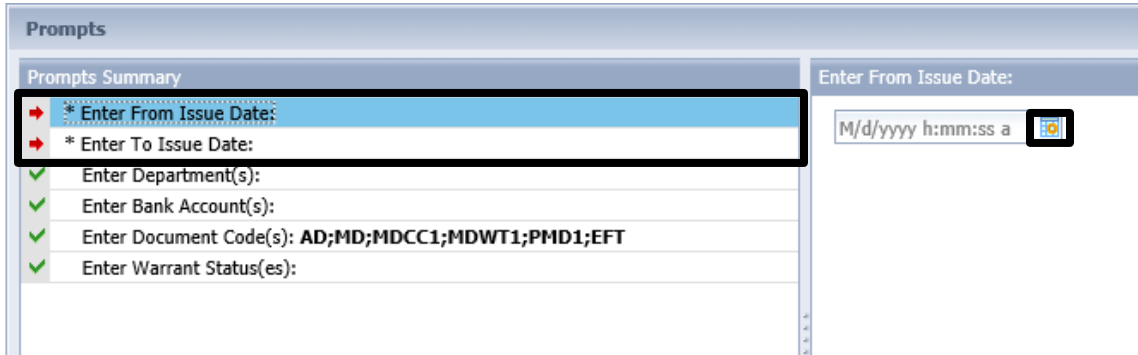 Prompts
Prompts Summary
* Enter From Issue Date:
* Enter To Issue Date:
Enter Department(s):
Enter Bank Account(s):
Enter Document Code(s): AD;MD;MDCC1;MDWT1;PMD1;EFT
Enter Warrant Status(es):
Enter From Issue Date:
M/d/yyyy h:mm:ss a